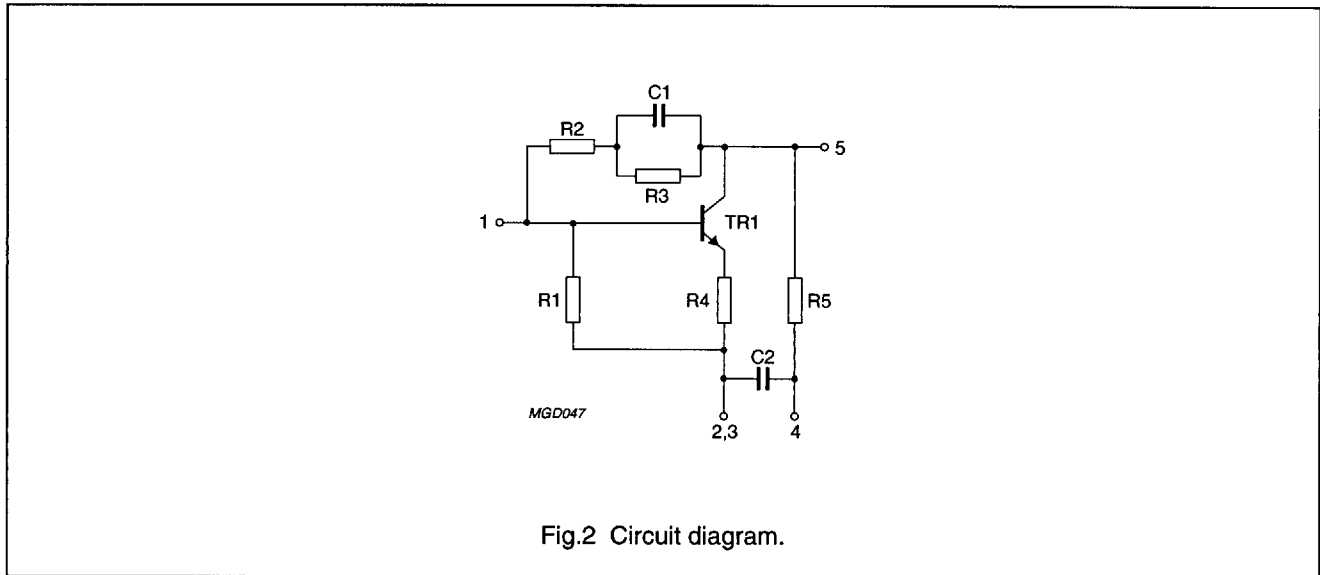 C1
R2
5
R3
1
TR1
R1
R4
R5
C2
MGD047
2,3
4
Fig.2 Circuit diagram.